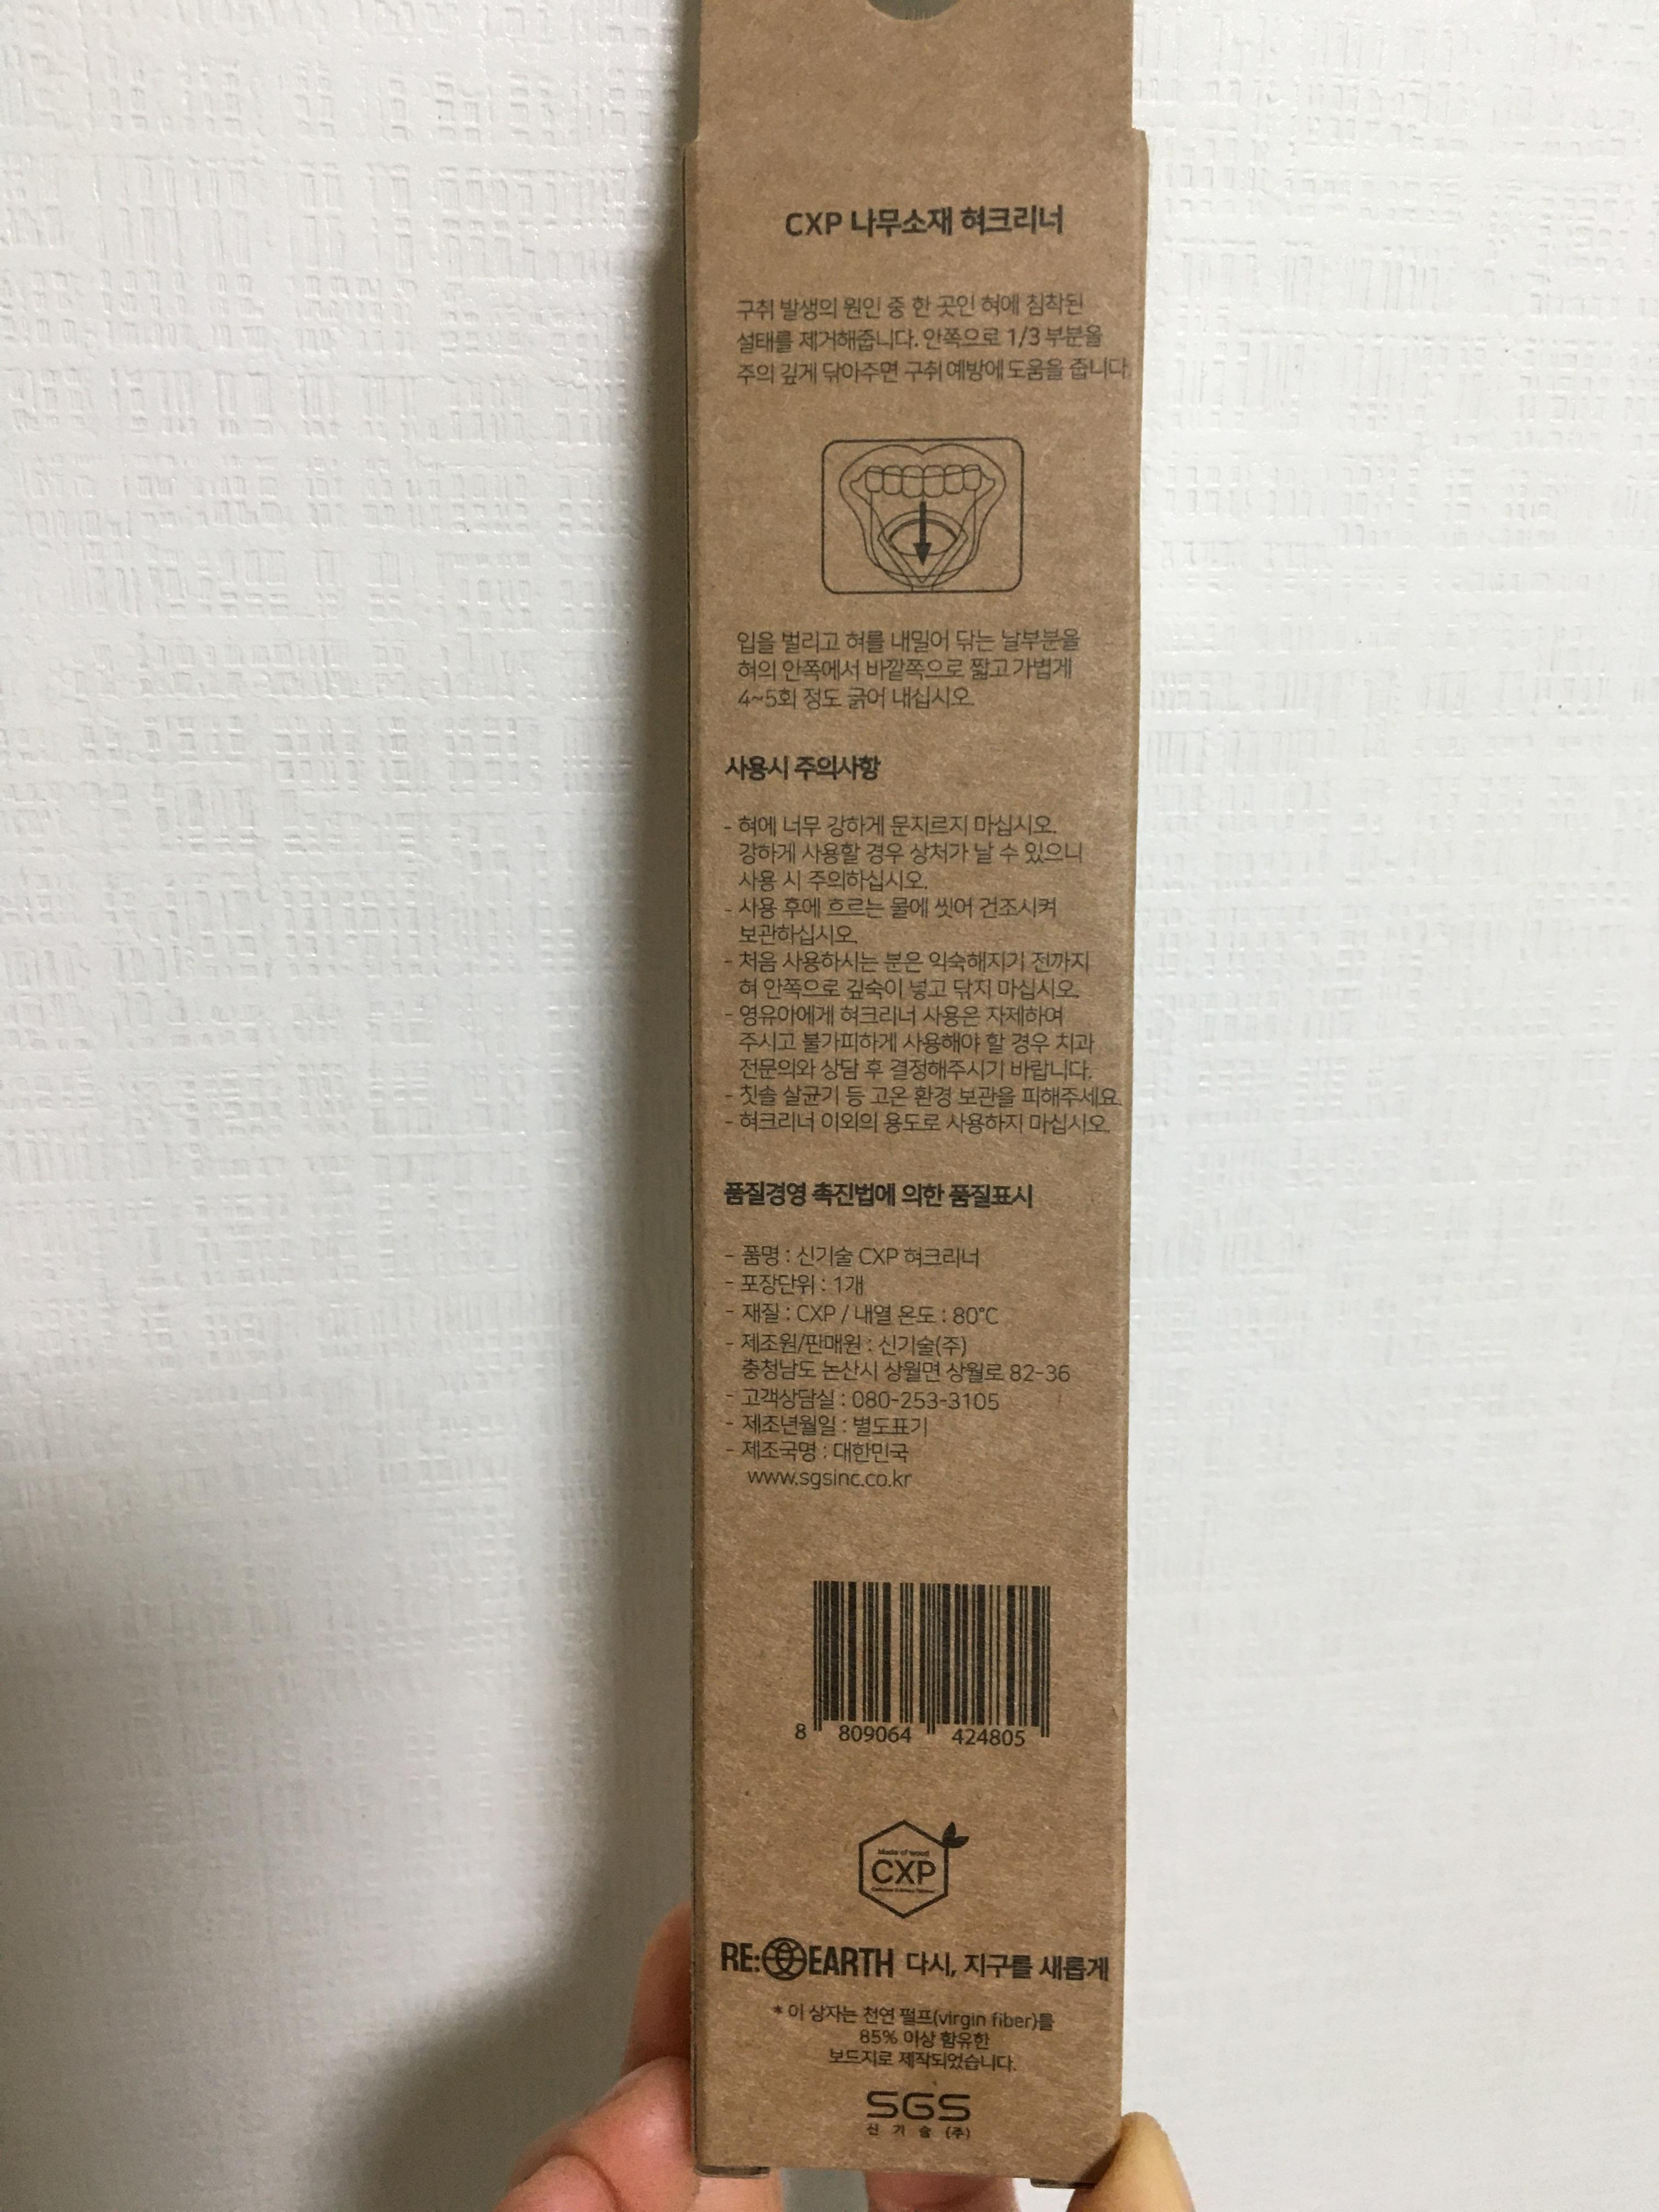 CXP 나무소재 혀크리너
구취 발생의 원인 중 한 곳인 혀에 침착된
설태를 제거해줍니다. 안쪽으로 1/3 부분을
주의 깊게 닦아주면 구취예방에 도움을 줍니다.
입을 벌리고 혀를 내밀어 닦는 날부분을
혀의 안쪽에서 바깥쪽으로 짧고 가볍게
4~5회 정도 긁어 내십시오.
사용시 주의사항
- 혀에 너무 강하게 문지르지 마십시오.
강하게 사용할 경우 상처가 날 수 있으니
사용 시 주의하십시오.
- 사용 후에 흐르는 물에 씻어 건조시켜
보관하십시오.
- 처음 사용하시는 분은 익숙해지기 전까지
혀 안쪽으로 깊숙이 넣고 닦지 마십시오.
- 영유아에게 혀크리너 사용은 자제하여
주시고 불가피하게 사용해야 할 경우 치과
전문의와 상담 후 결정해주시기 바랍니다.
- 칫솔 살균기 등 고온 환경 보관을 피해주세요.
- 혀크리너 이외의 용도로 사용하지 마십시오.
품질경영 촉진법에 의한 품질표시
- 품명 : 신기술 CXP 혀크리너
- 포장단위 : 1개
- 재질 : CXP / 내열 온도 : 80°C
- 제조원/판매원 : 신기술(주)
충청남도 논산시 상월면 상월로 82-36
- 고객상담실 : 080-253-3105
- 제조년월일 : 별도표기
- 제조국명 : 대한민국
www.sgsinc.co.kr
8 809064 424805
Made of wood
CXP
RE: EARTH 다시, 지구를 새롭게
* 이 상자는 천연 펄프(virgin fiber)를
85% 이상 함유한
보드지로 제작되었습니다.
SGS
신 기 술 (주)